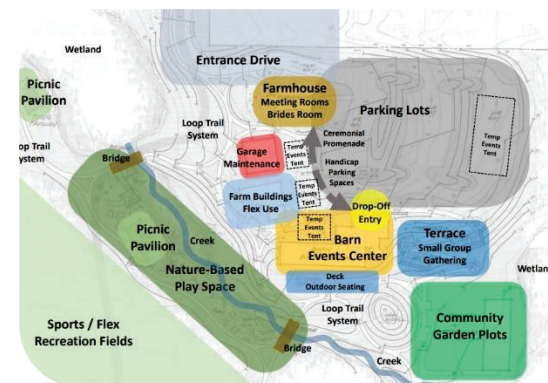 Wetland
Entrance Drive
Picnic
Pavilion
Farmhouse
Meeting Rooms
Brides Room
Parking Lots
Loop Trail
System
Ceremonial
Promenade
Temp
Events
Tent
oop Trail
ystem
Garage
Maintenance
Temp
Events
Tent
Handicap
Parking
Spaces
Bridge
Farm Buildings
Flex Use
Temp
Events
Tent
Drop-Off
Entry
Picnic
Pavilion
Creek
Temp
Events
Tent
Barn
Events Center
Terrace
Small Group
Gathering
Nature-Based
Play Space
Deck
Outdoor Seating
Wetlan
Sports / Flex
Recreation Fields
Loop Trail
System
Community
Garden Plots
Bridge
Creek